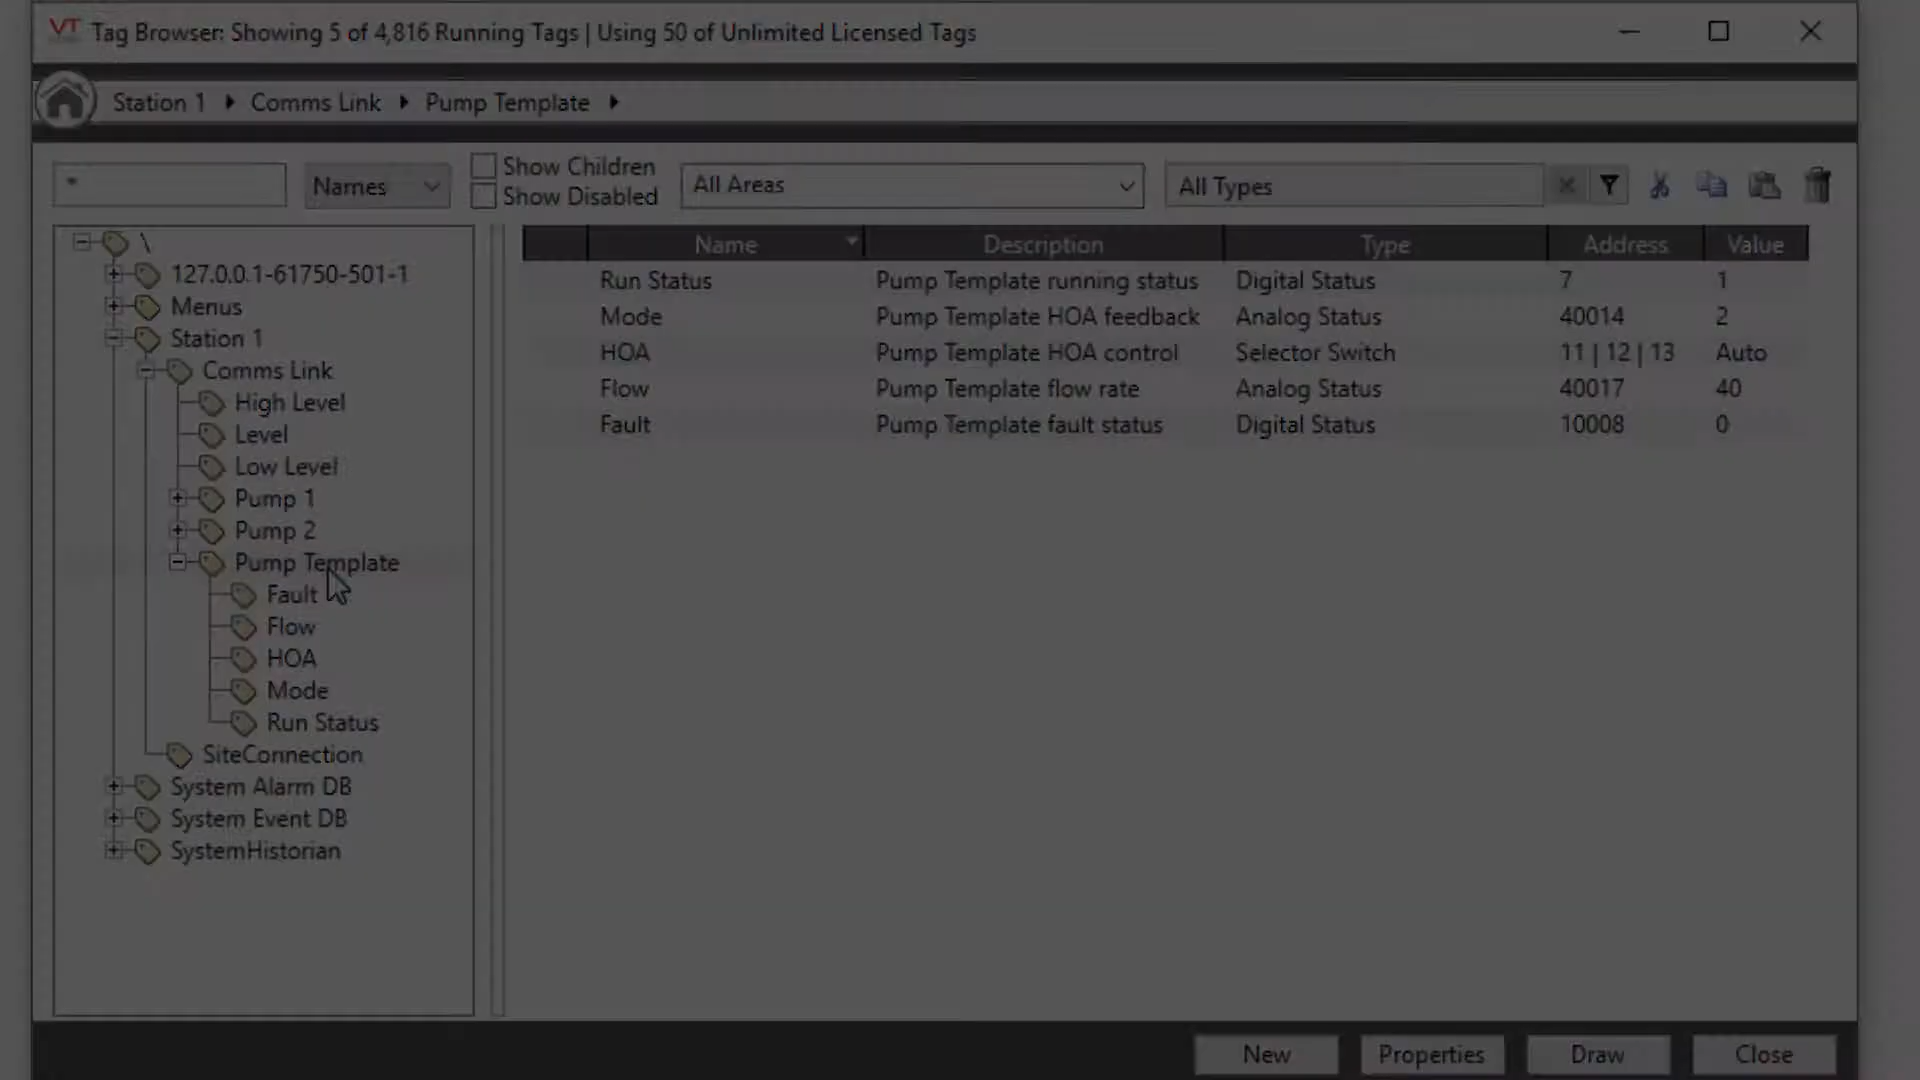 VT Tag Browser: Showing 5 of 4,816 Running Tags | Using 50 of Unlimited Licensed Tags
Station 1 Comms Link Pump Template
* Names Show Children All Areas All Types
Show Disabled
\
127.0.0.1-61750-501-1
Menus
Station 1
Comms Link
High Level
Level
Low Level
Pump 1
Pump 2
Pump Template
Fault
Flow
HOA
Mode
Run Status
SiteConnection
System Alarm DB
System Event DB
SystemHistorian
Name Description Type Address Value
Run Status Pump Template running status Digital Status 7 1
Mode Pump Template HOA feedback Analog Status 40014 2
HOA Pump Template HOA control Selector Switch 11 | 12 | 13 Auto
Flow Pump Template flow rate Analog Status 40017 40
Fault Pump Template fault status Digital Status 10008 0
New Properties Draw Close